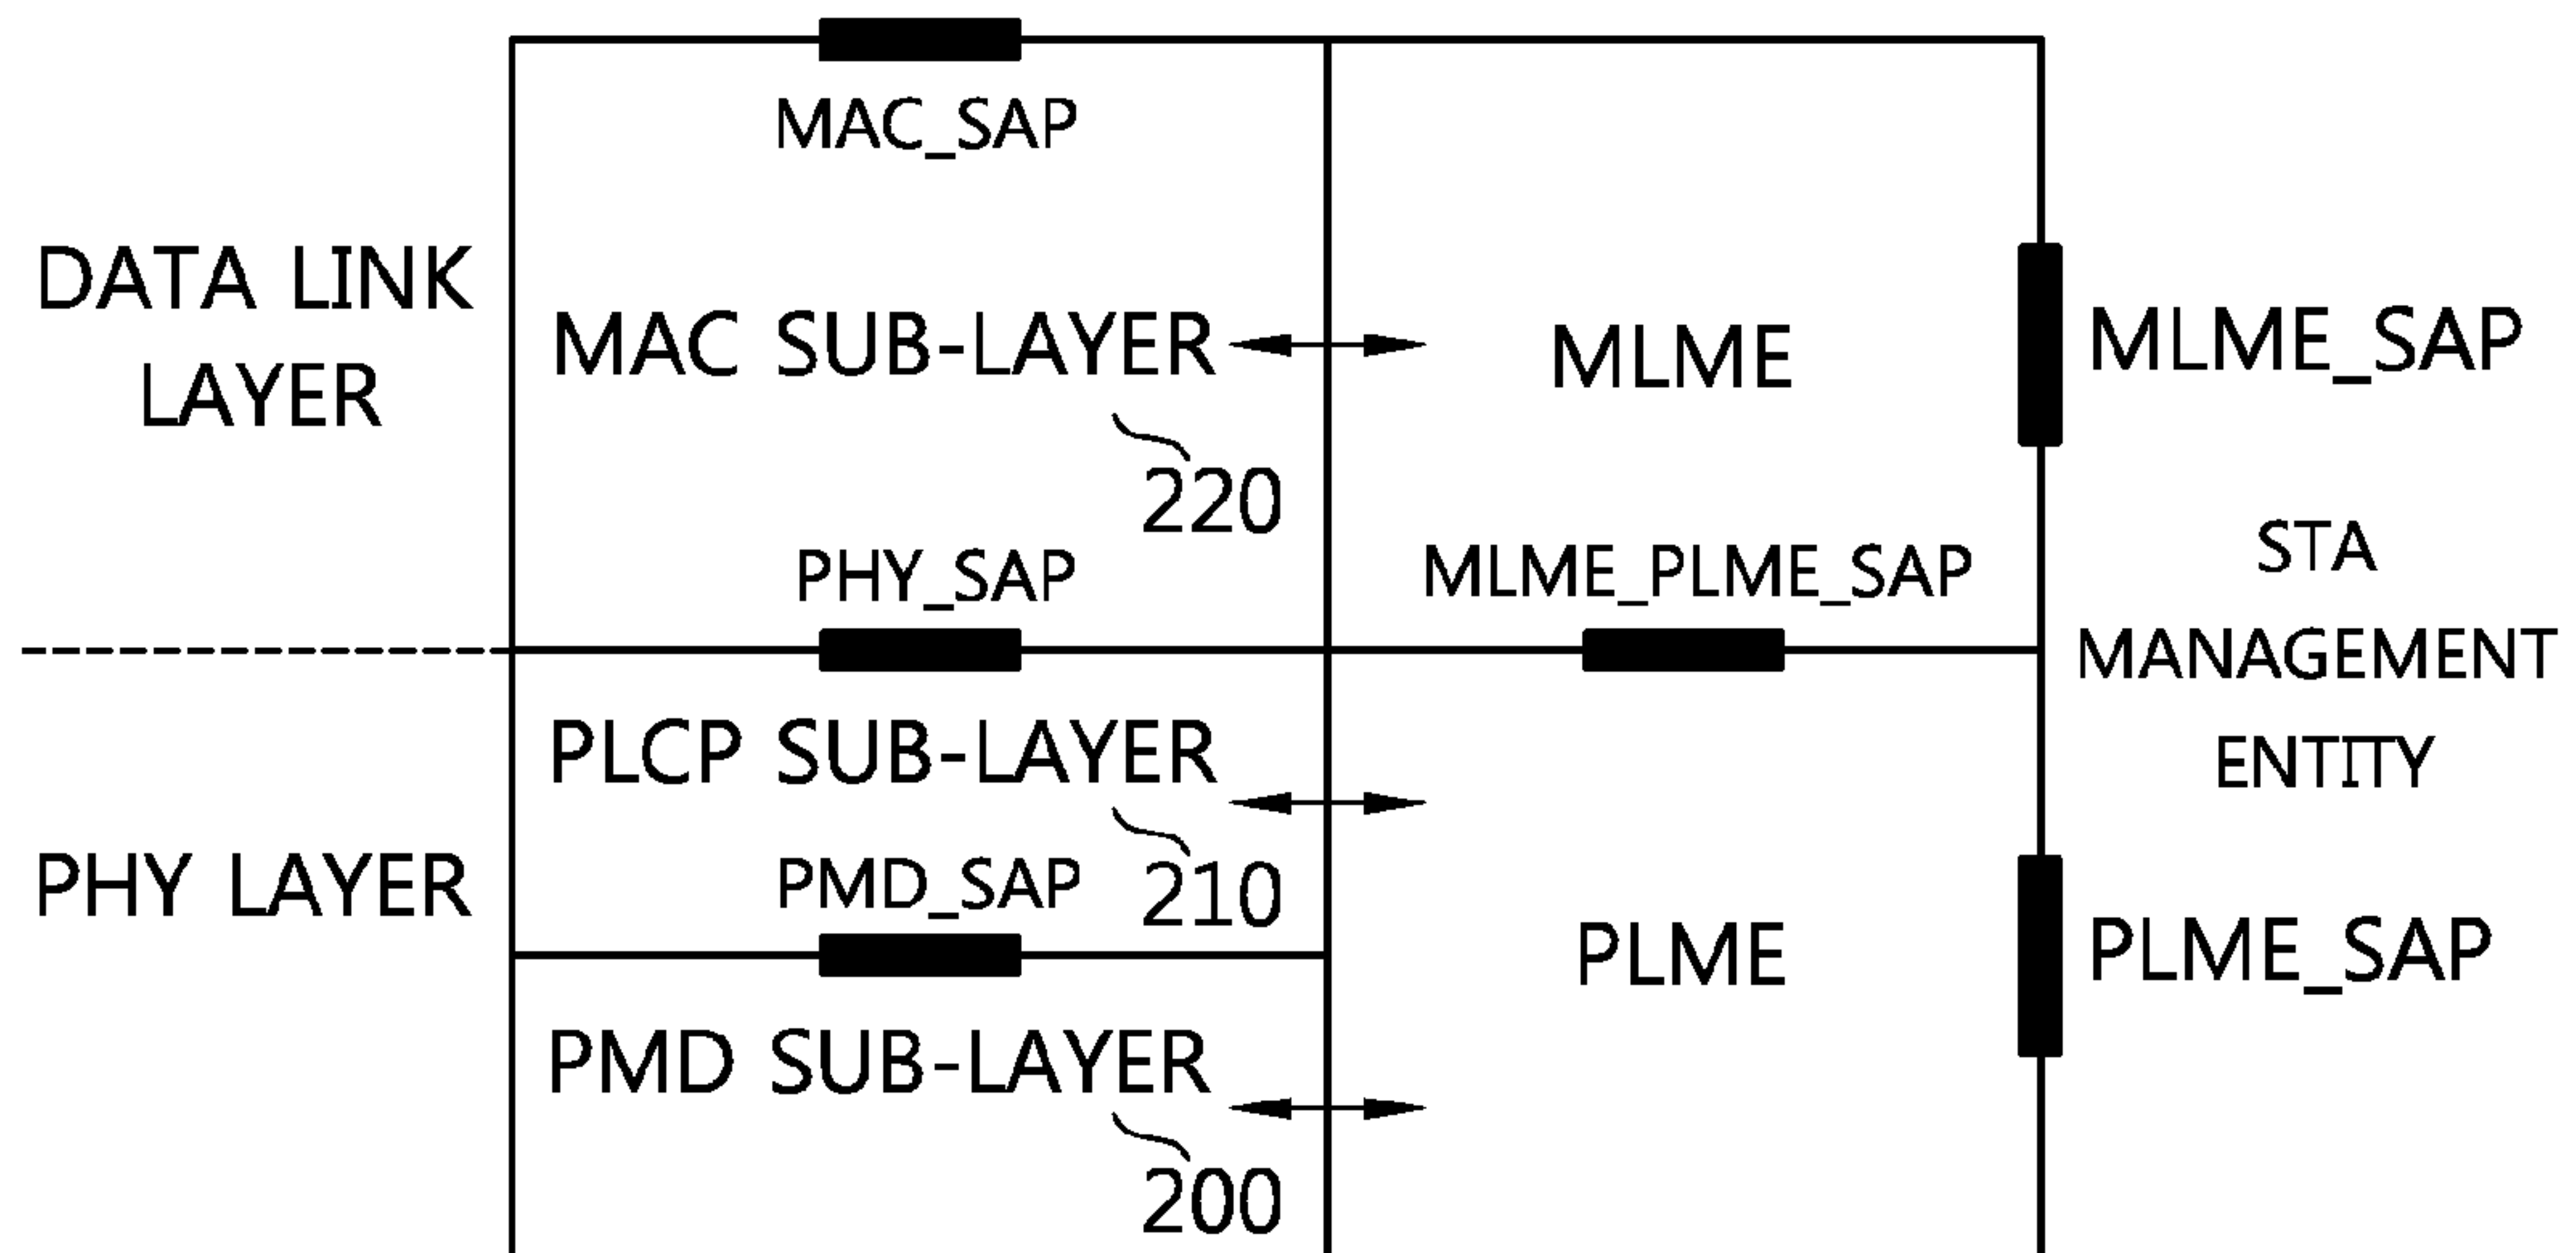 MAC_SAP
DATA LINK
LAYER
MAC SUB-LAYER
220
MLME
MLME_SAP
PHY_SAP
MLME_PLME_SAP
STA
MANAGEMENT
ENTITY
PLCP SUB-LAYER
210
PHY LAYER
PMD_SAP
PLME
PLME_SAP
PMD SUB-LAYER
200